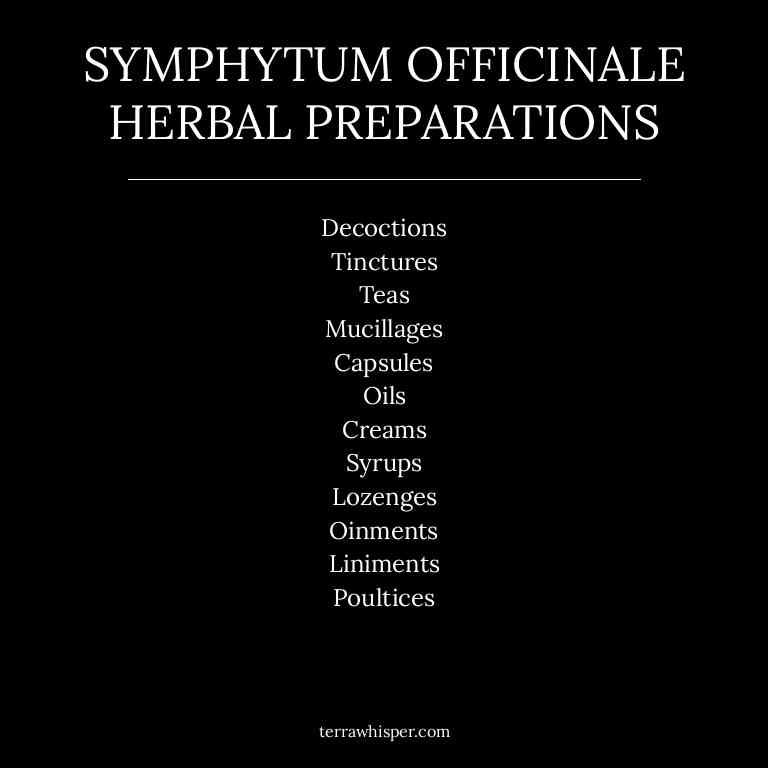 SYMPHYTUM OFFICINALE
HERBAL PREPARATIONS
Decoctions
Tinctures
Teas
Mucillages
Capsules
Oils
Creams
Syrups
Lozenges
Oinments
Liniments
Poultices
terrawhisper.com